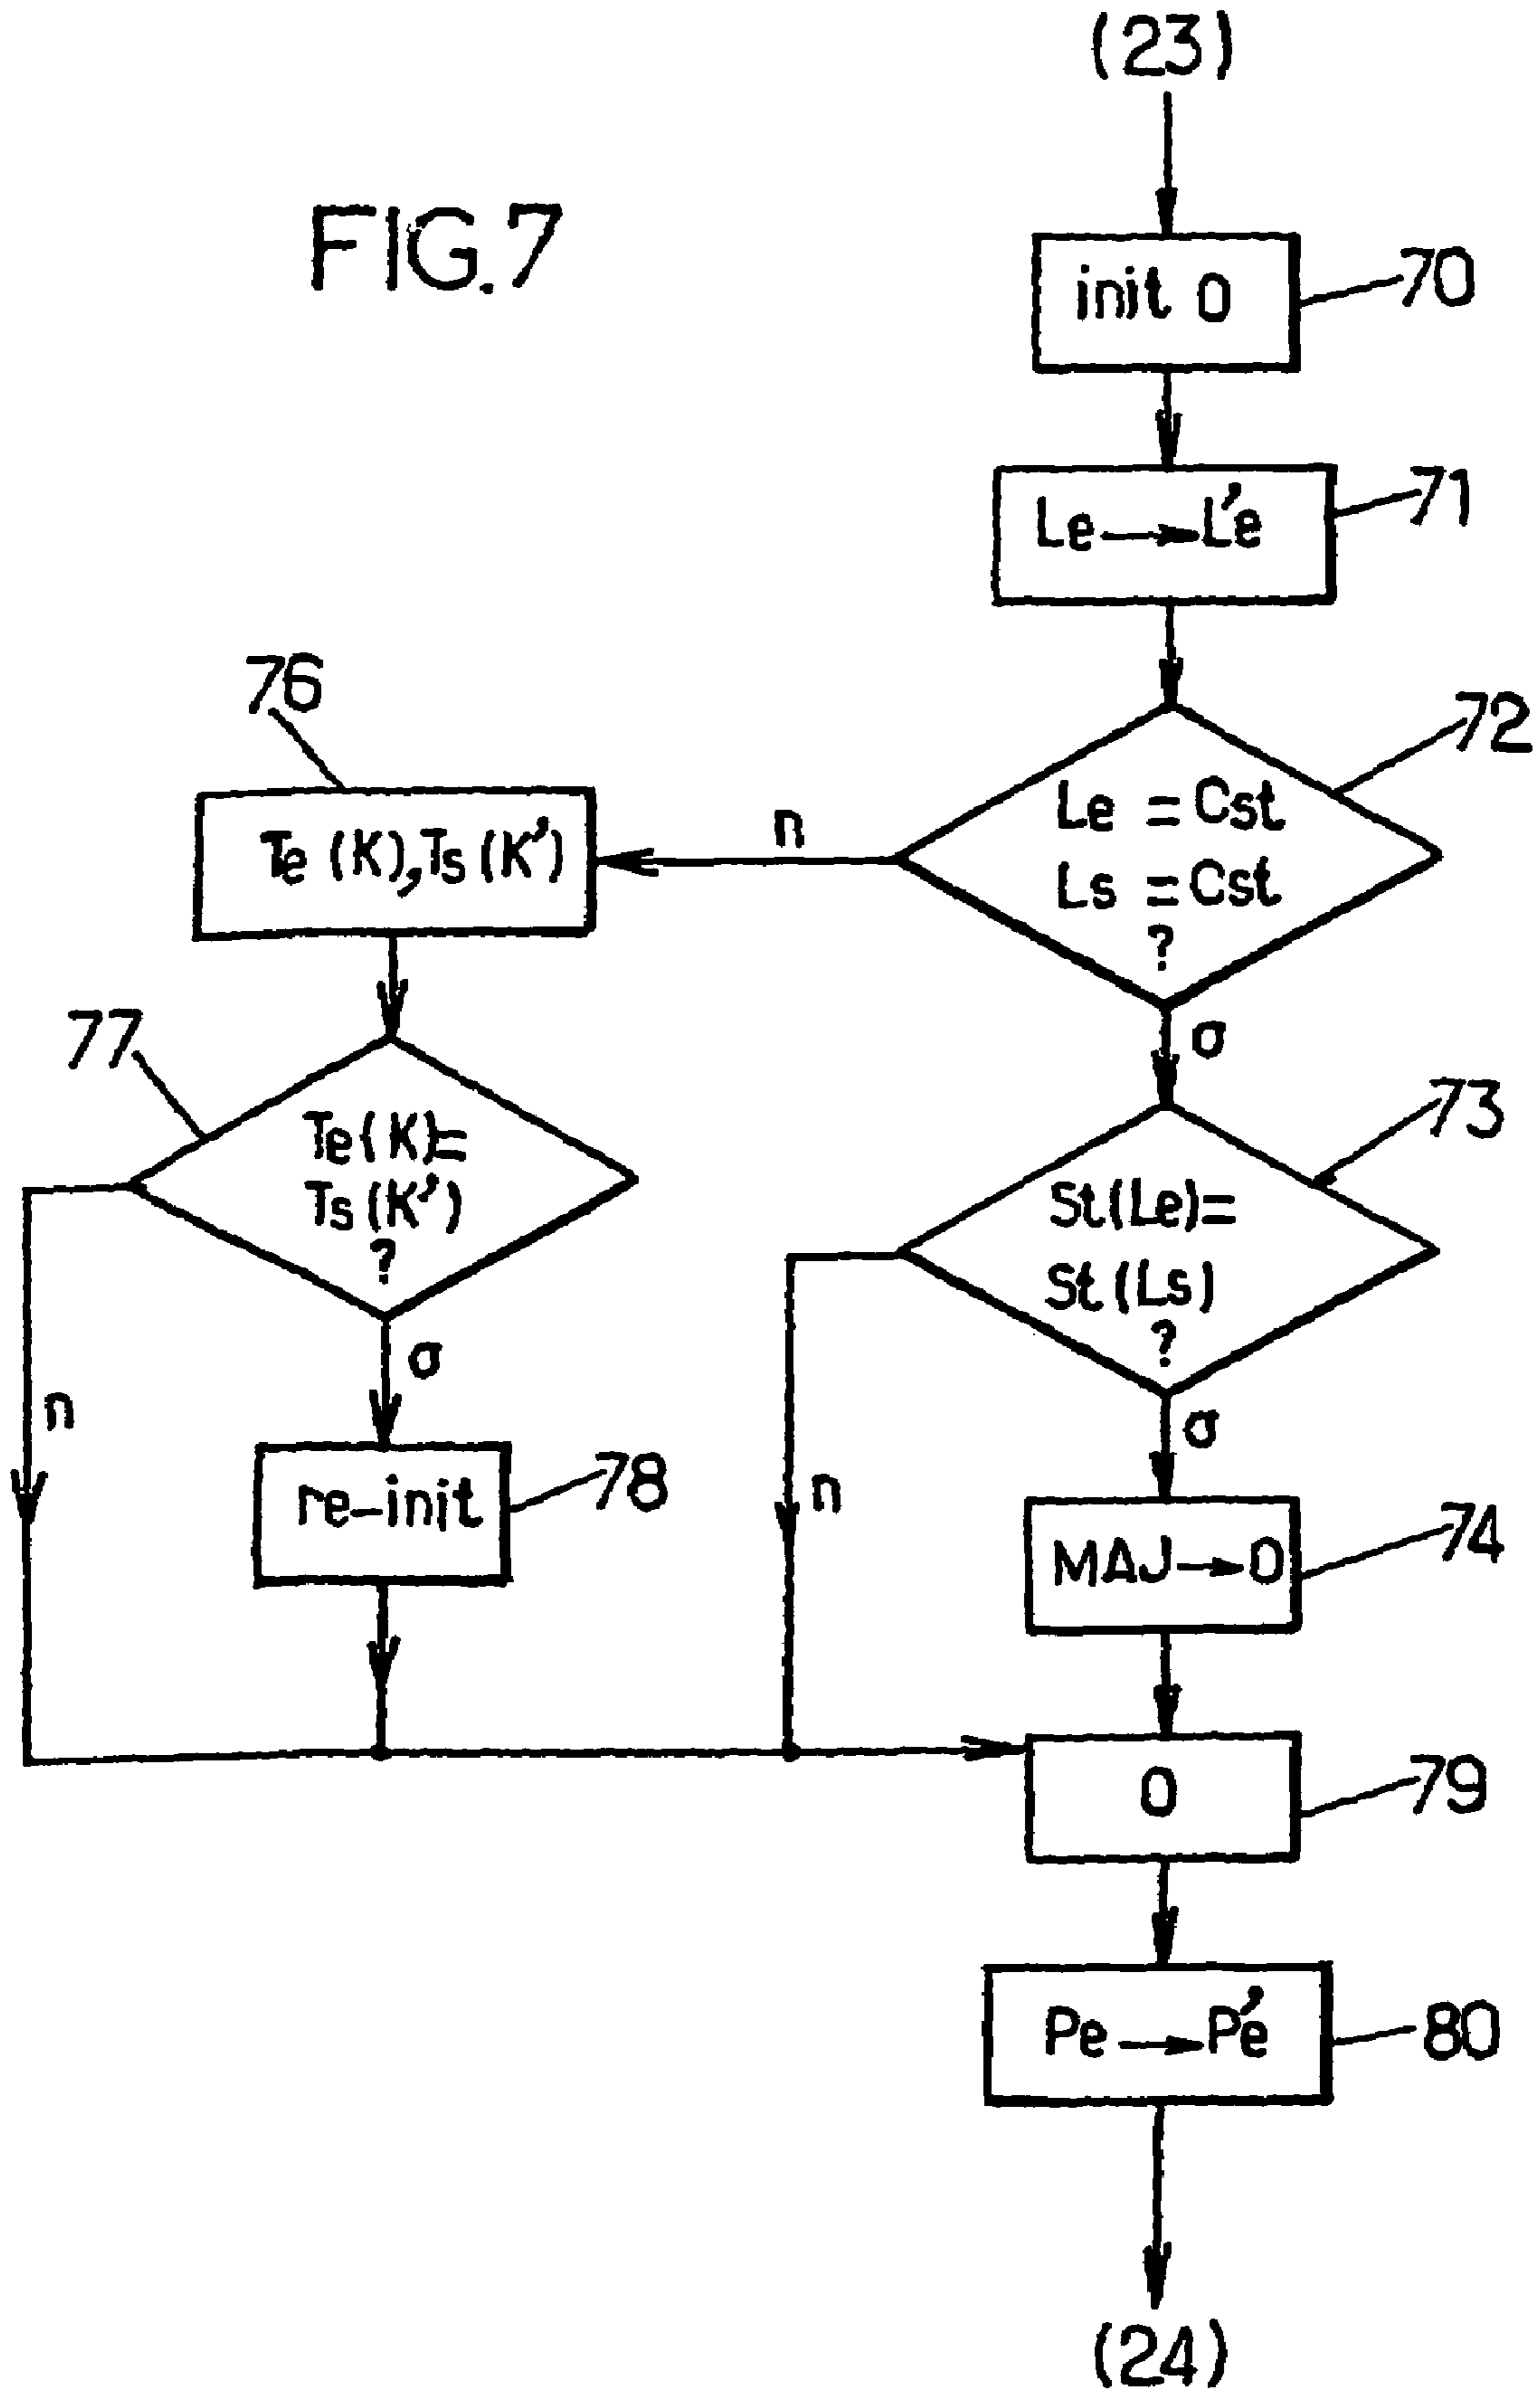 (23)
FIG.7
init 0
70
Le → L'e
71
72
Le = Cst
Ls = Cst
?
n
o
76
Te (K), Ts (K')
77
Te (K) =
Ts (K')
?
n
o
73
St (Le) =
St (Ls)
?
n
o
re-init
78
MAJ → 0
74
0
79
Pe → P'e
80
(24)